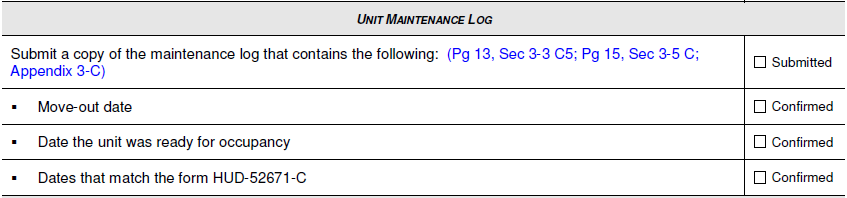 UNIT MAINTENANCE LOG
Submit a copy of the maintenance log that contains the following: (Pg 13, Sec 3-3 C5; Pg 15, Sec 3-5 C;
Appendix 3-C)
☐ Submitted
▪ Move-out date
☐ Confirmed
▪ Date the unit was ready for occupancy
☐ Confirmed
▪ Dates that match the form HUD-52671-C
☐ Confirmed